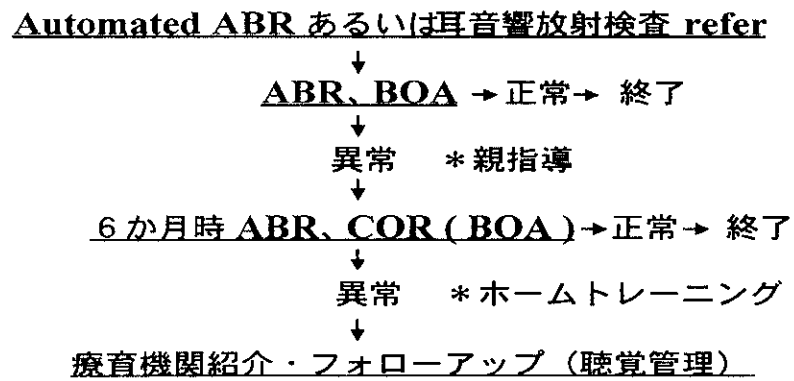 Automated ABR あるいは耳音響放射検査 refer
↓
ABR、BOA → 正常→ 終了
↓
異常 *親指導
↓
6か月時 ABR、COR ( BOA )→正常→ 終了
↓
異常 *ホームトレーニング
↓
療育機関紹介・フォローアップ（聴覚管理）